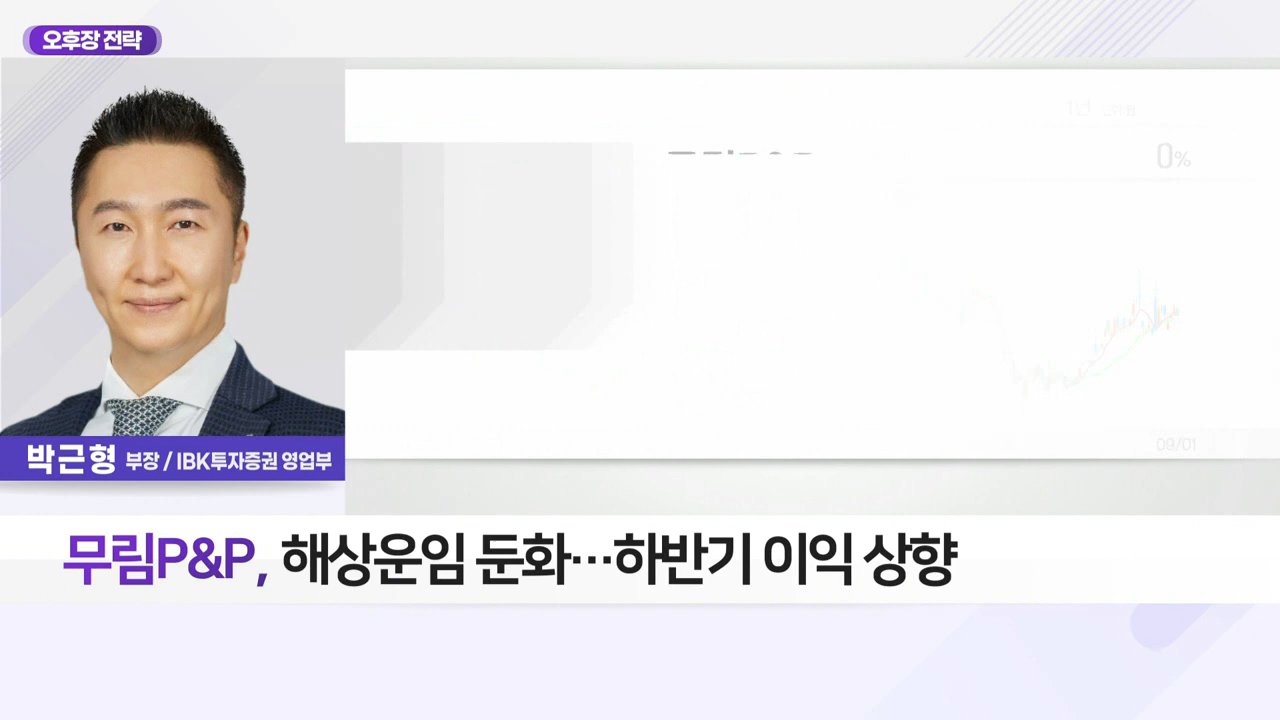 오후장 전략
1년
0%
09/01
박근형 부장 / IBK투자증권 영업부
무림P&P, 해상운임 둔화…하반기 이익 상향